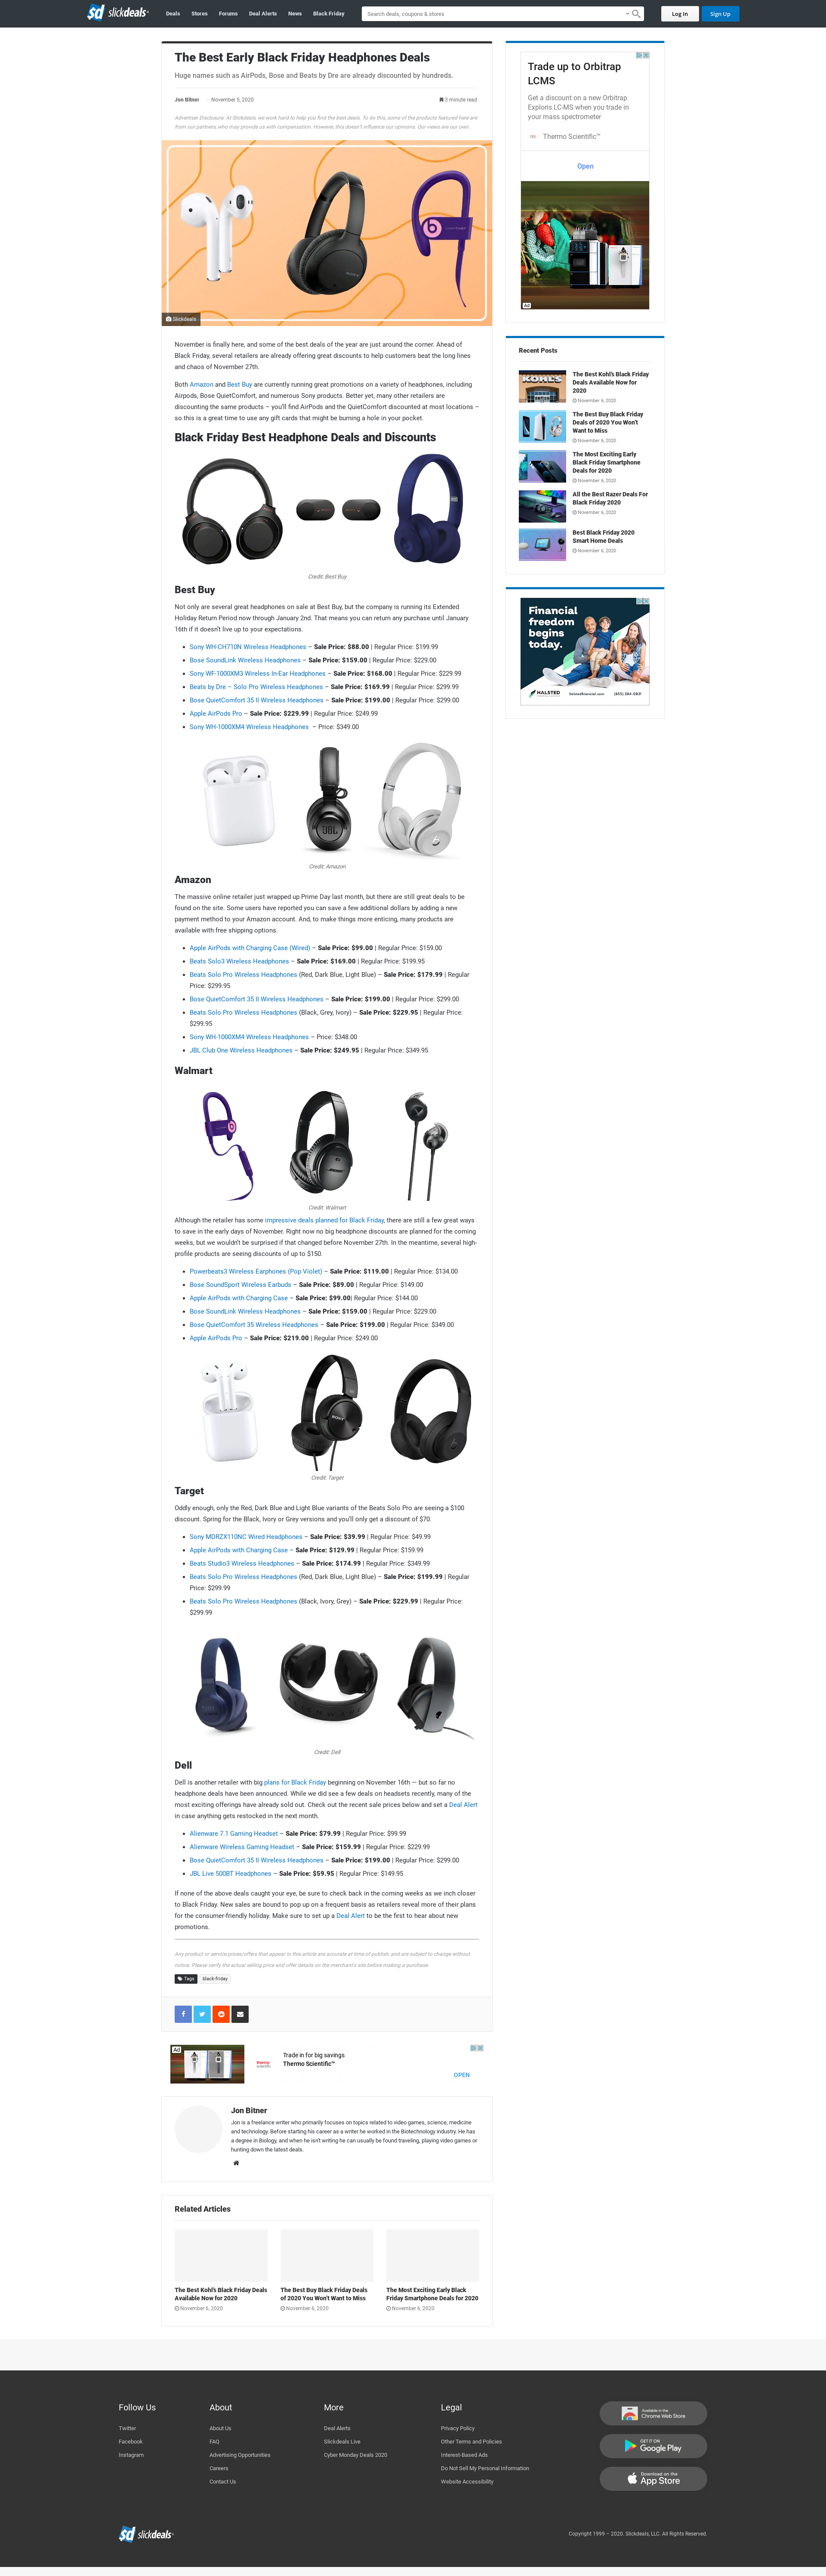 sd slickdeals
Deals Stores Forums Deal Alerts News Black Friday
Search deals, coupons & stores
Log In
Sign Up
The Best Early Black Friday Headphones Deals
Huge names such as AirPods, Bose and Beats by Dre are already discounted by hundreds.
Jon Bitner · November 5, 2020
3 minute read
Advertiser Disclosure: At Slickdeals, we work hard to help you find the best deals. To do this, some of the products featured here are
from our partners, who may provide us with compensation. However, this doesn't influence our opinions. Our views are our own.
SONY
Slickdeals
November is finally here, and some of the best deals of the year are just around the corner. Ahead of
Black Friday, several retailers are already offering great discounts to help customers beat the long lines
and chaos of November 27th.
Both Amazon and Best Buy are currently running great promotions on a variety of headphones, including
Airpods, Bose QuietComfort, and numerous Sony products. Better yet, many other retailers are
discounting the same products – you'll find AirPods and the QuietComfort discounted at most locations –
so this is a great time to use any gift cards that might be burning a hole in your pocket.
Black Friday Best Headphone Deals and Discounts
Credit: Best Buy
Best Buy
Not only are several great headphones on sale at Best Buy, but the company is running its Extended
Holiday Return Period now through January 2nd. That means you can return any purchase until January
16th if it doesn't live up to your expectations.
Sony WH-CH710N Wireless Headphones – Sale Price: $88.00 | Regular Price: $199.99
Bose SoundLink Wireless Headphones – Sale Price: $159.00 | Regular Price: $229.00
Sony WF-1000XM3 Wireless In-Ear Headphones – Sale Price: $168.00 | Regular Price: $229.99
Beats by Dre – Solo Pro Wireless Headphones – Sale Price: $169.99 | Regular Price: $299.99
Bose QuietComfort 35 II Wireless Headphones – Sale Price: $199.00 | Regular Price: $299.00
Apple AirPods Pro – Sale Price: $229.99 | Regular Price: $249.99
Sony WH-1000XM4 Wireless Headphones – Price: $349.00
JBL
Credit: Amazon
Amazon
The massive online retailer just wrapped up Prime Day last month, but there are still great deals to be
found on the site. Some users have reported you can save a few additional dollars by adding a new
payment method to your Amazon account. And, to make things more enticing, many products are
available with free shipping options.
Apple AirPods with Charging Case (Wired) – Sale Price: $99.00 | Regular Price: $159.00
Beats Solo3 Wireless Headphones – Sale Price: $169.00 | Regular Price: $199.95
Beats Solo Pro Wireless Headphones (Red, Dark Blue, Light Blue) – Sale Price: $179.99 | Regular
Price: $299.95
Bose QuietComfort 35 II Wireless Headphones – Sale Price: $199.00 | Regular Price: $299.00
Beats Solo Pro Wireless Headphones (Black, Grey, Ivory) – Sale Price: $229.95 | Regular Price:
$299.95
Sony WH-1000XM4 Wireless Headphones – Price: $348.00
JBL Club One Wireless Headphones – Sale Price: $249.95 | Regular Price: $349.95
Walmart
BOSE
Credit: Walmart
Although the retailer has some impressive deals planned for Black Friday, there are still a few great ways
to save in the early days of November. Right now no big headphone discounts are planned for the coming
weeks, but we wouldn't be surprised if that changed before November 27th. In the meantime, several high-
profile products are seeing discounts of up to $150.
Powerbeats3 Wireless Earphones (Pop Violet) – Sale Price: $119.00 | Regular Price: $134.00
Bose SoundSport Wireless Earbuds – Sale Price: $89.00 | Regular Price: $149.00
Apple AirPods with Charging Case – Sale Price: $99.00| Regular Price: $144.00
Bose SoundLink Wireless Headphones – Sale Price: $159.00 | Regular Price: $229.00
Bose QuietComfort 35 Wireless Headphones – Sale Price: $199.00 | Regular Price: $349.00
Apple AirPods Pro – Sale Price: $219.00 | Regular Price: $249.00
SONY
Credit: Target
Target
Oddly enough, only the Red, Dark Blue and Light Blue variants of the Beats Solo Pro are seeing a $100
discount. Spring for the Black, Ivory or Grey versions and you'll only get a discount of $70.
Sony MDRZX110NC Wired Headphones – Sale Price: $39.99 | Regular Price: $49.99
Apple AirPods with Charging Case – Sale Price: $129.99 | Regular Price: $159.99
Beats Studio3 Wireless Headphones – Sale Price: $174.99 | Regular Price: $349.99
Beats Solo Pro Wireless Headphones (Red, Dark Blue, Light Blue) – Sale Price: $199.99 | Regular
Price: $299.99
Beats Solo Pro Wireless Headphones (Black, Ivory, Grey) – Sale Price: $229.99 | Regular Price:
$299.99
Credit: Dell
Dell
Dell is another retailer with big plans for Black Friday beginning on November 16th — but so far no
headphone deals have been announced. While we did see a few deals on headsets recently, many of the
most exciting offerings have already sold out. Check out the recent sale prices below and set a Deal Alert
in case anything gets restocked in the next month.
Alienware 7.1 Gaming Headset – Sale Price: $79.99 | Regular Price: $99.99
Alienware Wireless Gaming Headset – Sale Price: $159.99 | Regular Price: $229.99
Bose QuietComfort 35 II Wireless Headphones – Sale Price: $199.00 | Regular Price: $299.00
JBL Live 500BT Headphones – Sale Price: $59.95 | Regular Price: $149.95
If none of the above deals caught your eye, be sure to check back in the coming weeks as we inch closer
to Black Friday. New sales are bound to pop up on a frequent basis as retailers reveal more of their plans
for the consumer-friendly holiday. Make sure to set up a Deal Alert to be the first to hear about new
promotions.
Any product or service prices/offers that appear in this article are accurate at time of publish, and are subject to change without
notice. Please verify the actual selling price and offer details on the merchant's site before making a purchase.
Tags black-friday
Ad
thermo scientific
Trade in for big savings
Thermo Scientific™
OPEN
Jon Bitner
Jon is a freelance writer who primarily focuses on topics related to video games, science, medicine
and technology. Before starting his career as a writer he worked in the Biotechnology industry. He has
a degree in Biology, and when he isn't writing he can usually be found traveling, playing video games or
hunting down the latest deals.
Related Articles
The Best Kohl's Black Friday Deals
Available Now for 2020
November 6, 2020
The Best Buy Black Friday Deals
of 2020 You Won't Want to Miss
November 6, 2020
The Most Exciting Early Black
Friday Smartphone Deals for 2020
November 6, 2020
Trade up to Orbitrap
LCMS
Get a discount on a new Orbitrap
Exploris LC-MS when you trade in
your mass spectrometer
Thermo Scientific™
Open
Ad
Recent Posts
KOHL'S
The Best Kohl's Black Friday
Deals Available Now for
2020
November 6, 2020
The Best Buy Black Friday
Deals of 2020 You Won't
Want to Miss
November 6, 2020
The Most Exciting Early
Black Friday Smartphone
Deals for 2020
November 6, 2020
All the Best Razer Deals For
Black Friday 2020
November 6, 2020
Best Black Friday 2020
Smart Home Deals
November 6, 2020
Financial
freedom
begins
today.
HALSTED
halstedfinancial.com
(855) 384-0831
Follow Us
Twitter
Facebook
Instagram
About
About Us
FAQ
Advertising Opportunities
Careers
Contact Us
More
Deal Alerts
Slickdeals Live
Cyber Monday Deals 2020
Legal
Privacy Policy
Other Terms and Policies
Interest-Based Ads
Do Not Sell My Personal Information
Website Accessibility
Available in the
Chrome Web Store
GET IT ON
Google Play
Download on the
App Store
sd slickdeals
Copyright 1999 – 2020. Slickdeals, LLC. All Rights Reserved.